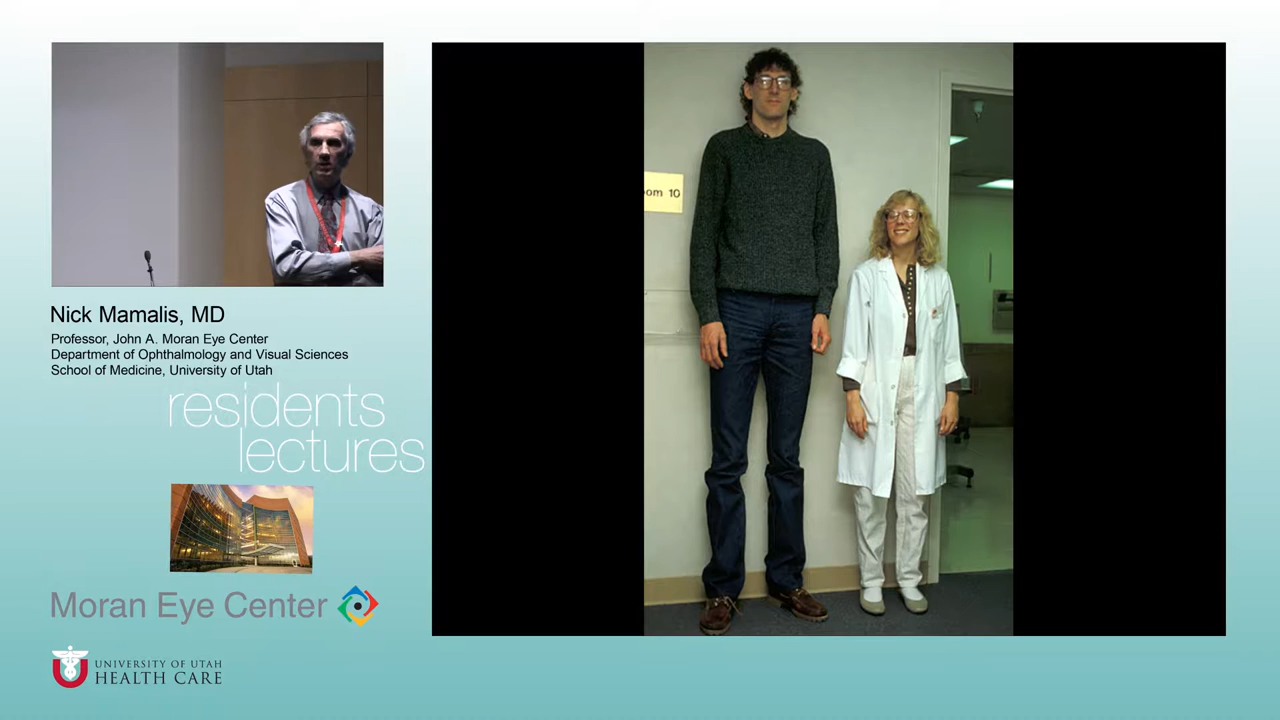 Nick Mamalis, MD
Professor, John A. Moran Eye Center
Department of Ophthalmology and Visual Sciences
School of Medicine, University of Utah
residents
lectures
Moran Eye Center
UNIVERSITY OF UTAH
HEALTH CARE
om 10